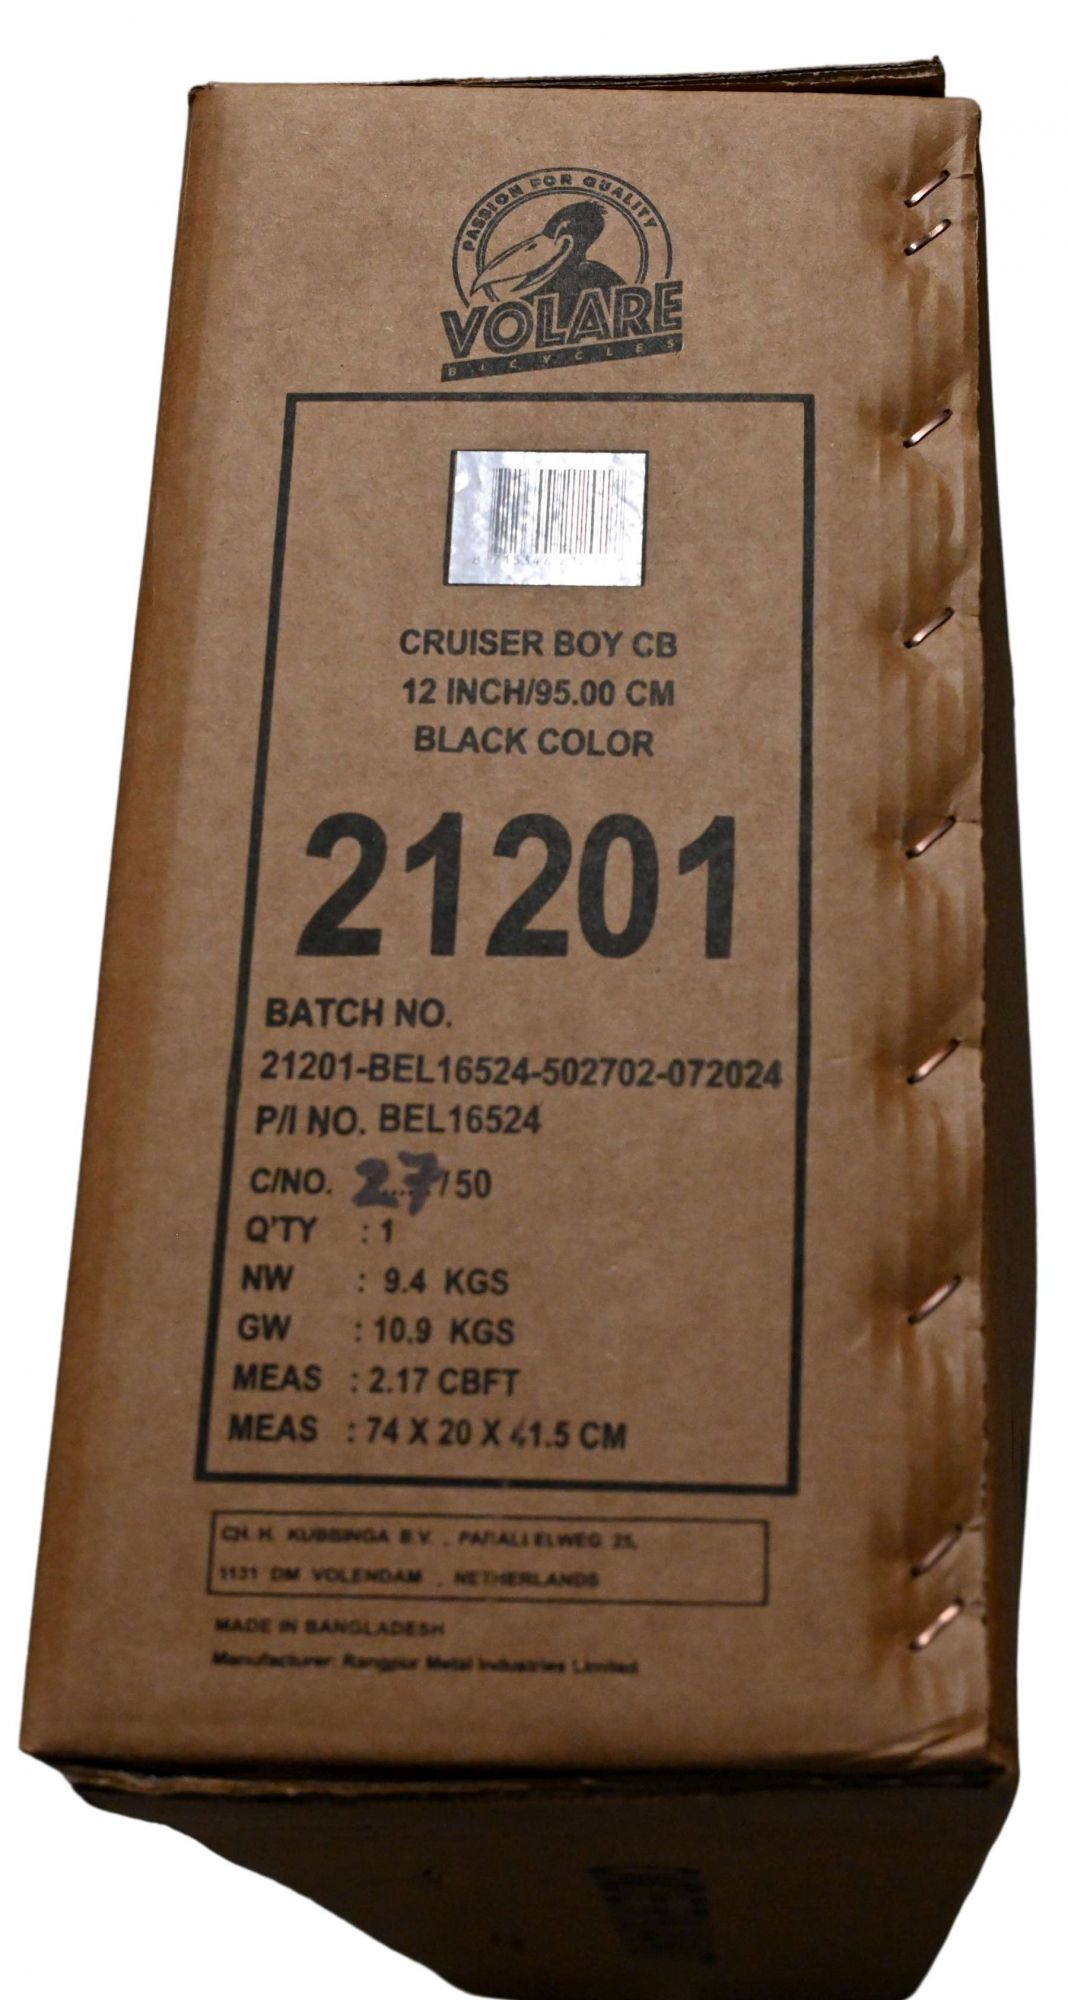 PASSION FOR QUALITY
VOLARE
BICYCLES
CRUISER BOY CB
12 INCH/95.00 CM
BLACK COLOR
21201
BATCH NO.
21201-BEL16524-502702-072024
P/I NO. BEL16524
C/NO. 27/50
Q'TY : 1
NW : 9.4 KGS
GW : 10.9 KGS
MEAS : 2.17 CBFT
MEAS : 74 X 20 X 41.5 CM
CH. H. KUBBINGA B.V. , PARALLELWEG 25,
1131 DM VOLENDAM , NETHERLANDS
MADE IN BANGLADESH
Manufacturer: Rangpur Metal Industries Limited